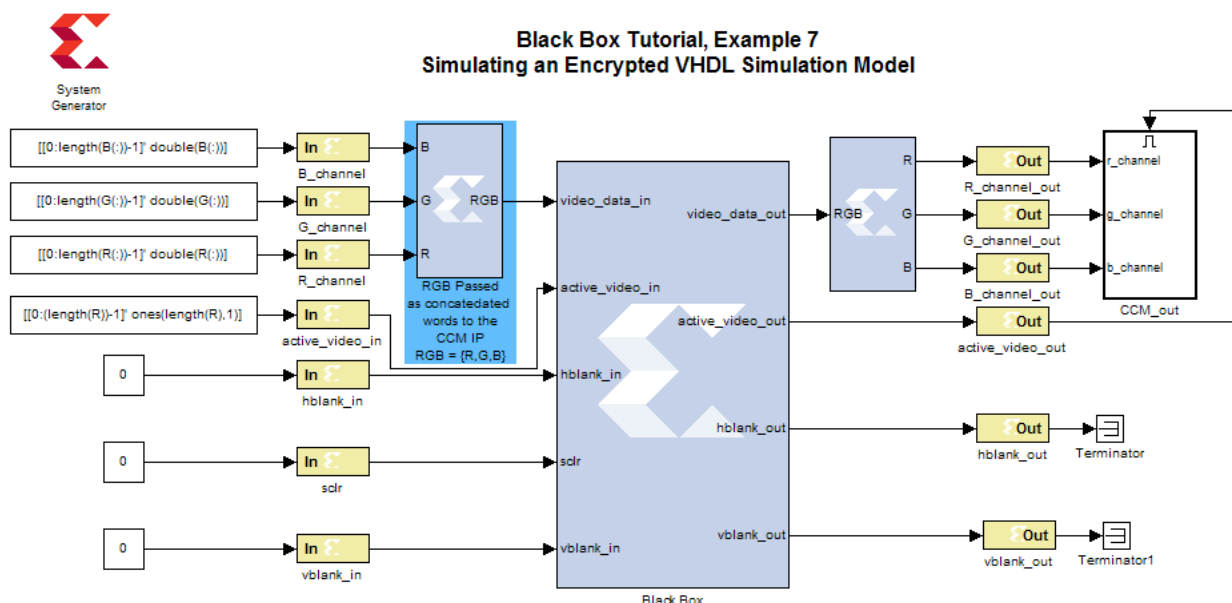 Black Box Tutorial, Example 7
Simulating an Encrypted VHDL Simulation Model
System
Generator
[[0:length(B(:))-1]' double(B(:))]
In
B_channel
[[0:length(G(:))-1]' double(G(:))]
In
G_channel
[[0:length(R(:))-1]' double(R(:))]
In
R_channel
[[0:(length(R))-1]' ones(length(R),1)]
In
active_video_in
0
In
hblank_in
0
In
sclr
0
In
vblank_in
B
G
R
RGB
RGB Passed
as concatedated
words to the
CCM IP
RGB = {R,G,B}
video_data_in
active_video_in
hblank_in
sclr
vblank_in
video_data_out
active_video_out
hblank_out
vblank_out
Black Box
RGB
R
G
B
Out
R_channel_out
Out
G_channel_out
Out
B_channel_out
Out
active_video_out
r_channel
g_channel
b_channel
CCM_out
Out
hblank_out
Terminator
Out
vblank_out
Terminator1